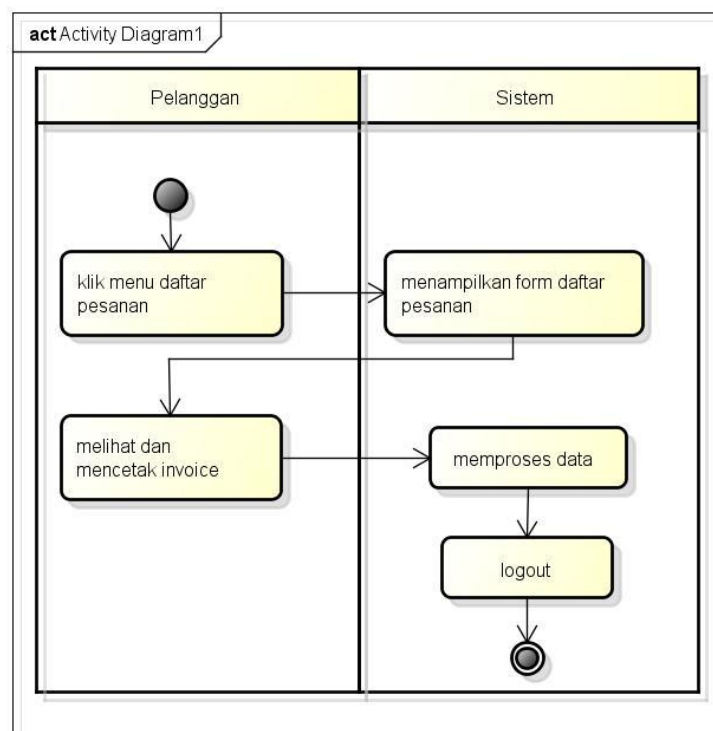 act Activity Diagram1
Pelanggan
Sistem
klik menu daftar
pesanan
menampilkan form daftar
pesanan
melihat dan
mencetak invoice
memproses data
logout